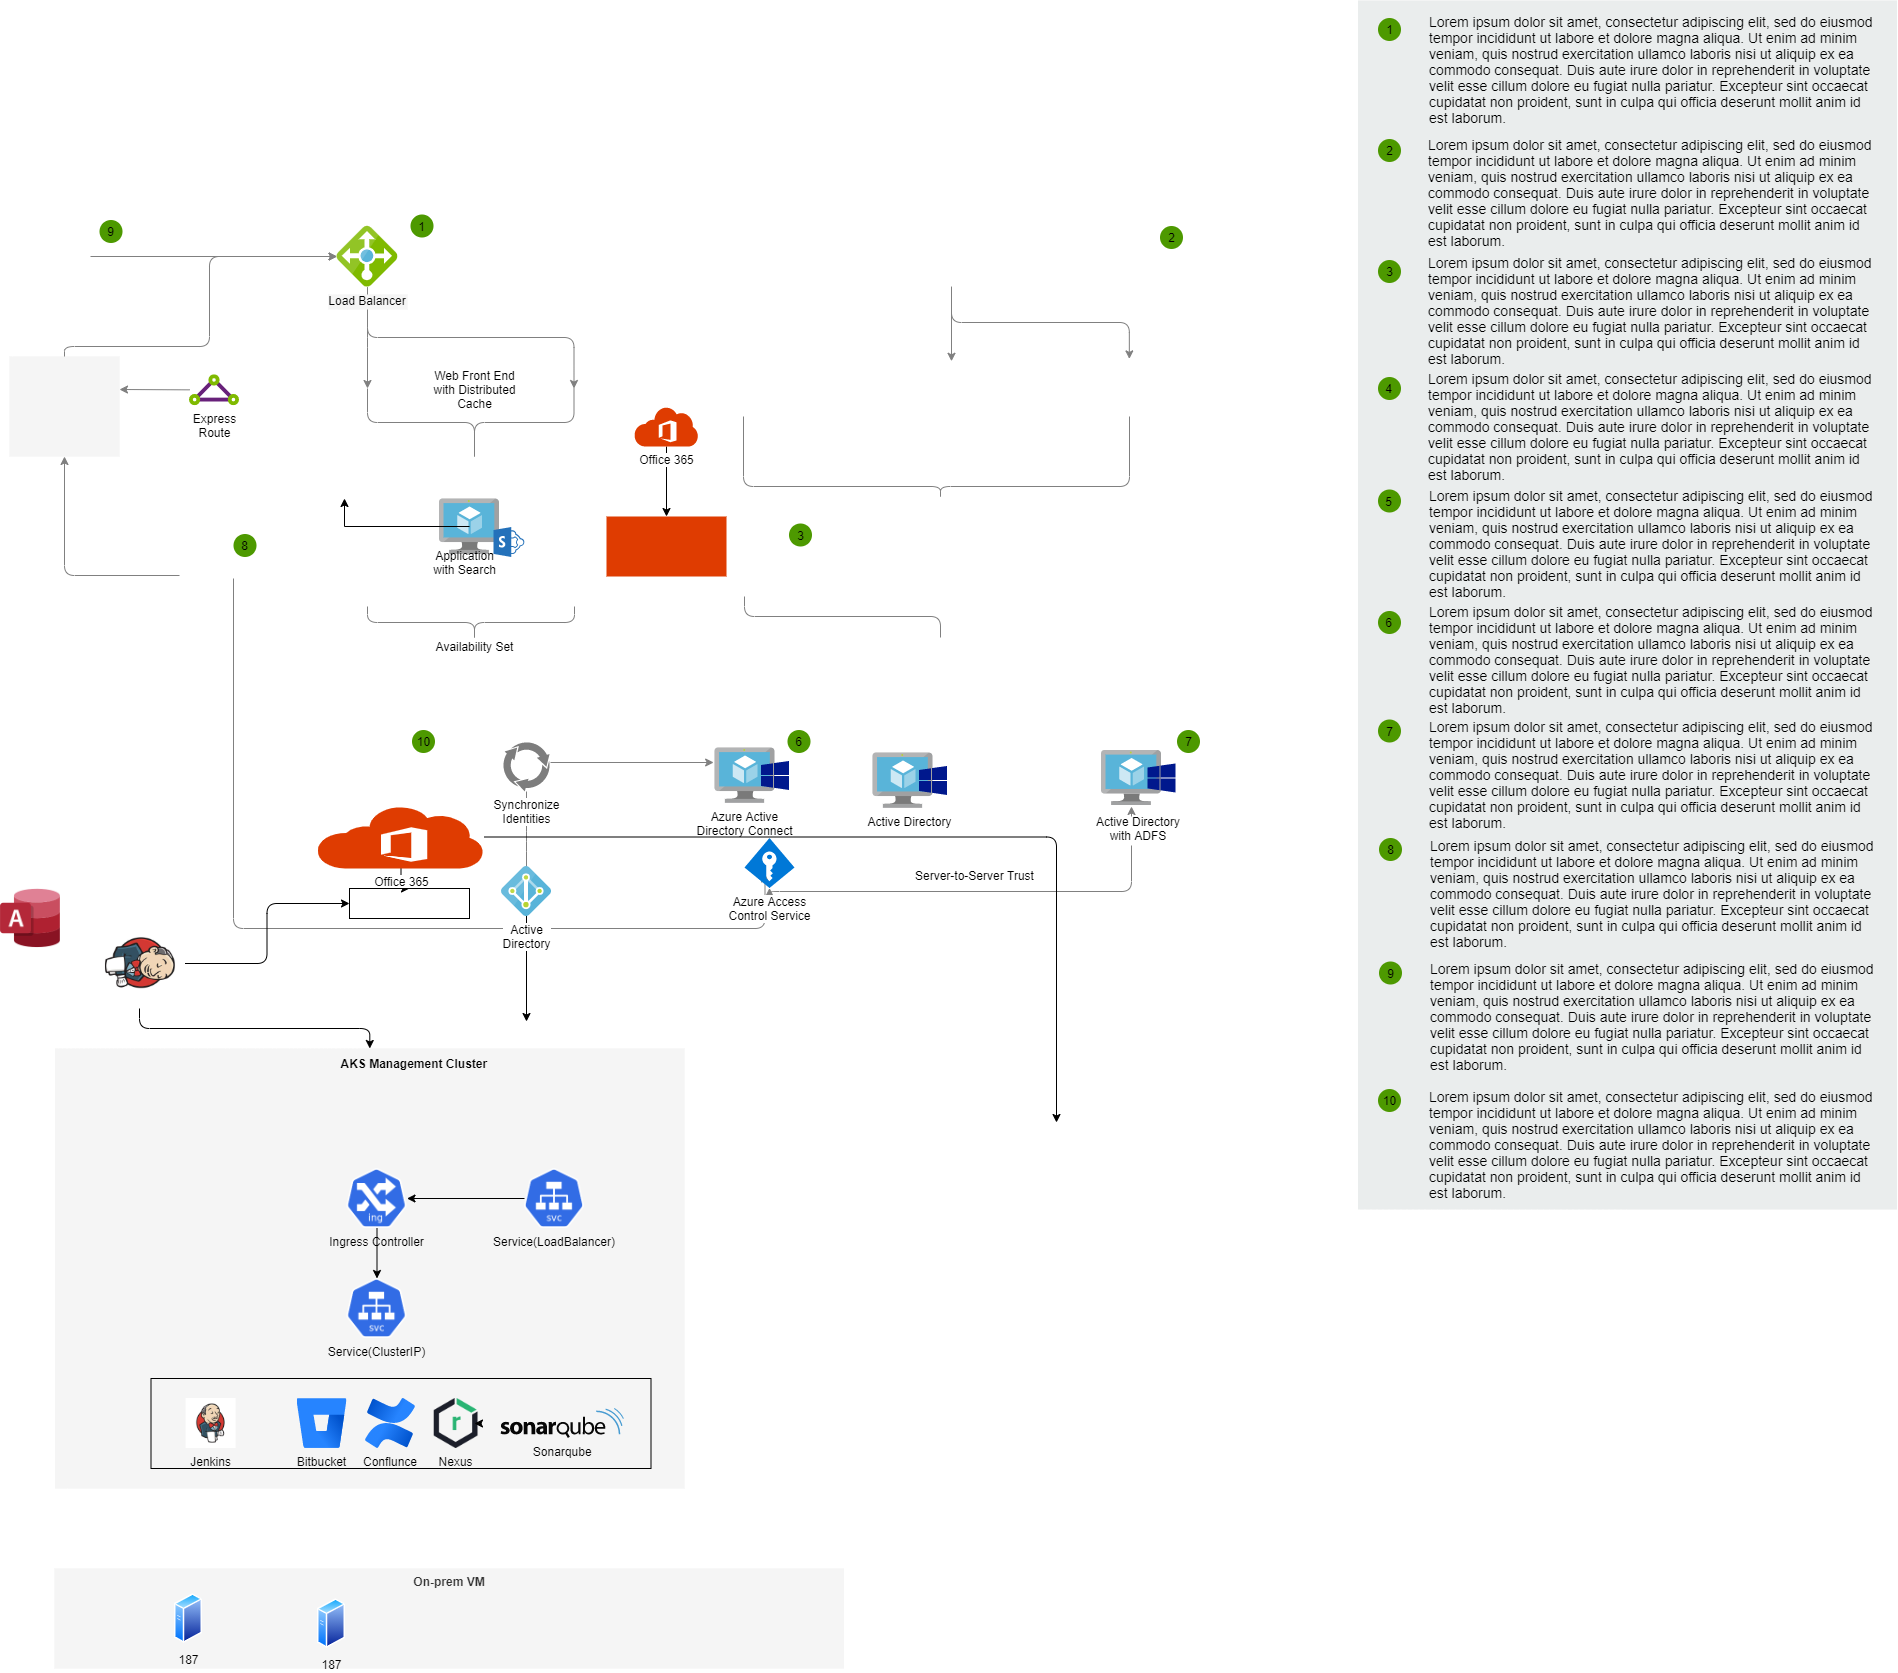 9
1
2
Load Balancer
Web Front End
with Distributed
Cache
Express
Route
Office 365
Application
with Search
S
3
8
Availability Set
10
6
7
Synchronize
Identities
Azure Active
Directory Connect
Active Directory
Active Directory
with ADFS
Office 365
Server-to-Server Trust
Azure Access
Control Service
Active
Directory
A
AKS Management Cluster
ing
svc
Ingress Controller
Service(LoadBalancer)
svc
Service(ClusterIP)
r
sonarqube
Jenkins
Bitbucket
Conflunce
Nexus
Sonarqube
On-prem VM
187
187
1
Lorem ipsum dolor sit amet, consectetur adipiscing elit, sed do eiusmod
tempor incididunt ut labore et dolore magna aliqua. Ut enim ad minim
veniam, quis nostrud exercitation ullamco laboris nisi ut aliquip ex ea
commodo consequat. Duis aute irure dolor in reprehenderit in voluptate
velit esse cillum dolore eu fugiat nulla pariatur. Excepteur sint occaecat
cupidatat non proident, sunt in culpa qui officia deserunt mollit anim id
est laborum.
2
Lorem ipsum dolor sit amet, consectetur adipiscing elit, sed do eiusmod
tempor incididunt ut labore et dolore magna aliqua. Ut enim ad minim
veniam, quis nostrud exercitation ullamco laboris nisi ut aliquip ex ea
commodo consequat. Duis aute irure dolor in reprehenderit in voluptate
velit esse cillum dolore eu fugiat nulla pariatur. Excepteur sint occaecat
cupidatat non proident, sunt in culpa qui officia deserunt mollit anim id
est laborum.
3
Lorem ipsum dolor sit amet, consectetur adipiscing elit, sed do eiusmod
tempor incididunt ut labore et dolore magna aliqua. Ut enim ad minim
veniam, quis nostrud exercitation ullamco laboris nisi ut aliquip ex ea
commodo consequat. Duis aute irure dolor in reprehenderit in voluptate
velit esse cillum dolore eu fugiat nulla pariatur. Excepteur sint occaecat
cupidatat non proident, sunt in culpa qui officia deserunt mollit anim id
est laborum.
4
Lorem ipsum dolor sit amet, consectetur adipiscing elit, sed do eiusmod
tempor incididunt ut labore et dolore magna aliqua. Ut enim ad minim
veniam, quis nostrud exercitation ullamco laboris nisi ut aliquip ex ea
commodo consequat. Duis aute irure dolor in reprehenderit in voluptate
velit esse cillum dolore eu fugiat nulla pariatur. Excepteur sint occaecat
cupidatat non proident, sunt in culpa qui officia deserunt mollit anim id
est laborum.
5
Lorem ipsum dolor sit amet, consectetur adipiscing elit, sed do eiusmod
tempor incididunt ut labore et dolore magna aliqua. Ut enim ad minim
veniam, quis nostrud exercitation ullamco laboris nisi ut aliquip ex ea
commodo consequat. Duis aute irure dolor in reprehenderit in voluptate
velit esse cillum dolore eu fugiat nulla pariatur. Excepteur sint occaecat
cupidatat non proident, sunt in culpa qui officia deserunt mollit anim id
est laborum.
6
Lorem ipsum dolor sit amet, consectetur adipiscing elit, sed do eiusmod
tempor incididunt ut labore et dolore magna aliqua. Ut enim ad minim
veniam, quis nostrud exercitation ullamco laboris nisi ut aliquip ex ea
commodo consequat. Duis aute irure dolor in reprehenderit in voluptate
velit esse cillum dolore eu fugiat nulla pariatur. Excepteur sint occaecat
cupidatat non proident, sunt in culpa qui officia deserunt mollit anim id
est laborum.
7
Lorem ipsum dolor sit amet, consectetur adipiscing elit, sed do eiusmod
tempor incididunt ut labore et dolore magna aliqua. Ut enim ad minim
veniam, quis nostrud exercitation ullamco laboris nisi ut aliquip ex ea
commodo consequat. Duis aute irure dolor in reprehenderit in voluptate
velit esse cillum dolore eu fugiat nulla pariatur. Excepteur sint occaecat
cupidatat non proident, sunt in culpa qui officia deserunt mollit anim id
est laborum.
8
Lorem ipsum dolor sit amet, consectetur adipiscing elit, sed do eiusmod
tempor incididunt ut labore et dolore magna aliqua. Ut enim ad minim
veniam, quis nostrud exercitation ullamco laboris nisi ut aliquip ex ea
commodo consequat. Duis aute irure dolor in reprehenderit in voluptate
velit esse cillum dolore eu fugiat nulla pariatur. Excepteur sint occaecat
cupidatat non proident, sunt in culpa qui officia deserunt mollit anim id
est laborum.
9
Lorem ipsum dolor sit amet, consectetur adipiscing elit, sed do eiusmod
tempor incididunt ut labore et dolore magna aliqua. Ut enim ad minim
veniam, quis nostrud exercitation ullamco laboris nisi ut aliquip ex ea
commodo consequat. Duis aute irure dolor in reprehenderit in voluptate
velit esse cillum dolore eu fugiat nulla pariatur. Excepteur sint occaecat
cupidatat non proident, sunt in culpa qui officia deserunt mollit anim id
est laborum.
10
Lorem ipsum dolor sit amet, consectetur adipiscing elit, sed do eiusmod
tempor incididunt ut labore et dolore magna aliqua. Ut enim ad minim
veniam, quis nostrud exercitation ullamco laboris nisi ut aliquip ex ea
commodo consequat. Duis aute irure dolor in reprehenderit in voluptate
velit esse cillum dolore eu fugiat nulla pariatur. Excepteur sint occaecat
cupidatat non proident, sunt in culpa qui officia deserunt mollit anim id
est laborum.